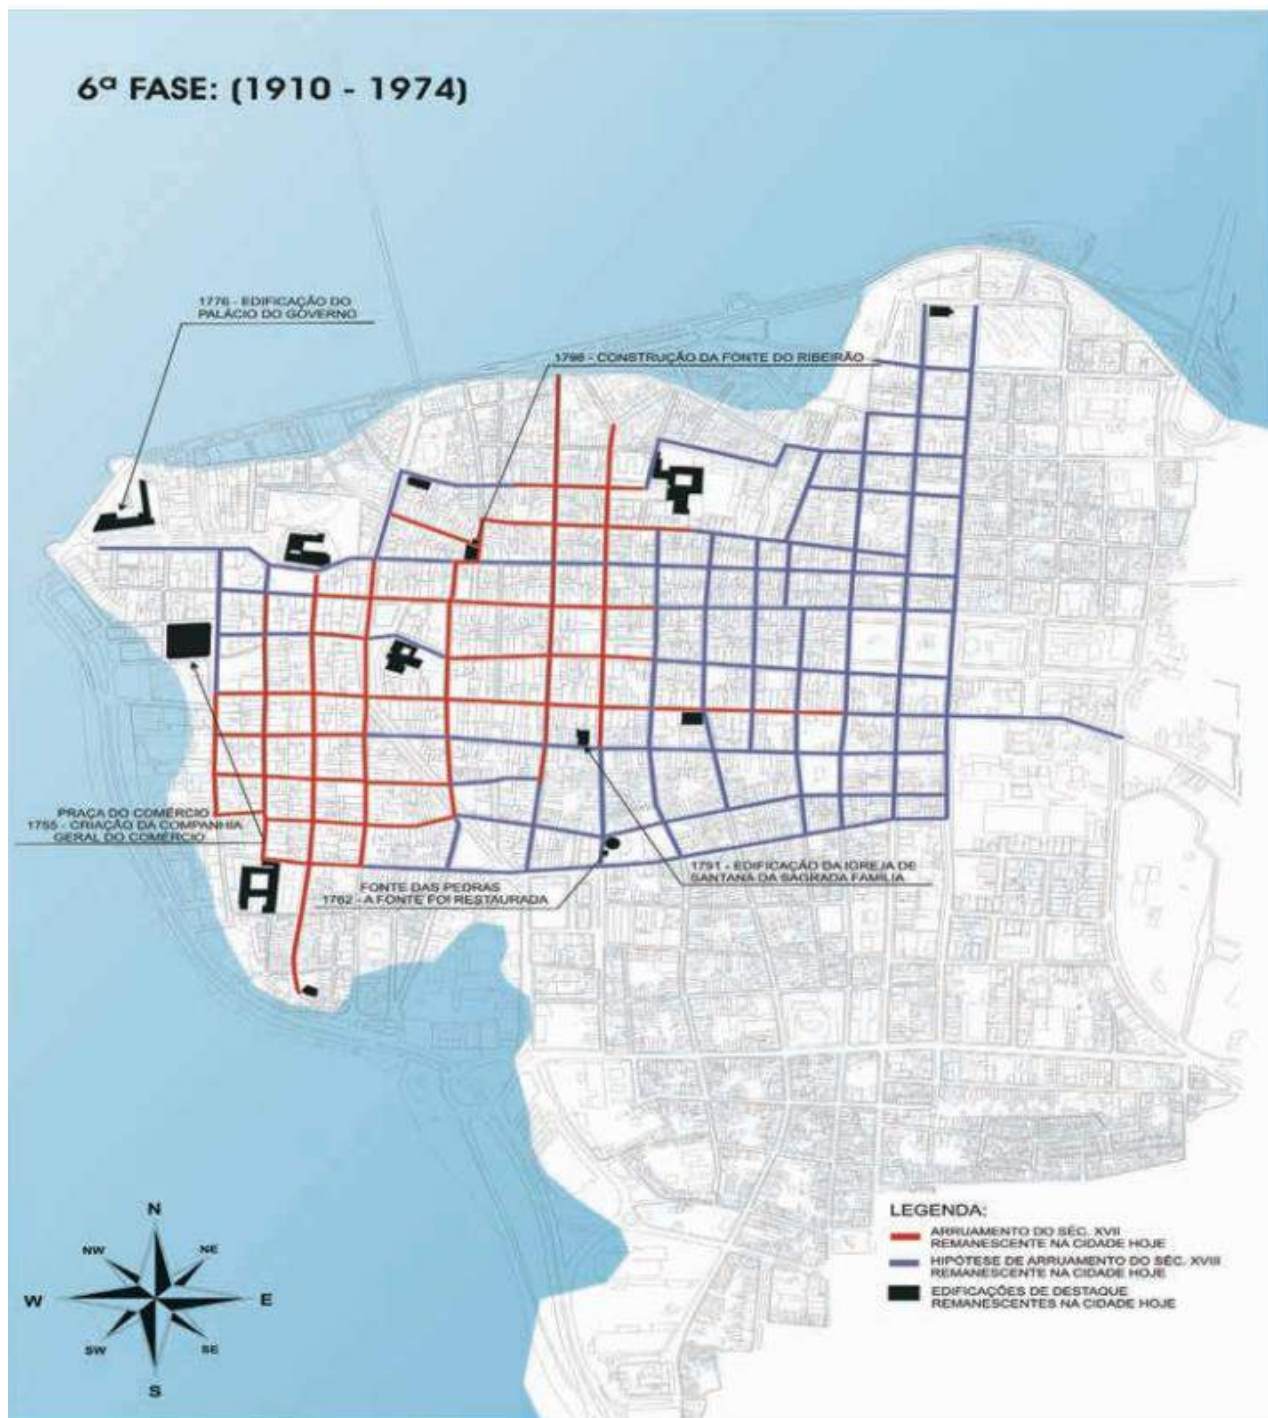 6ª FASE: (1910 - 1974)
1776 - EDIFICAÇÃO DO
PALÁCIO DO GOVERNO
1796 - CONSTRUÇÃO DA FONTE DO RIBEIRÃO
PRAÇA DO COMÉRCIO
1755 - CRIAÇÃO DA COMPANHIA
GERAL DO COMÉRCIO
FONTE DAS PEDRAS
1762 - A FONTE FOI RESTAURADA
1791 - EDIFICAÇÃO DA IGREJA DE
SANTANA DA SAGRADA FAMÍLIA
N
NW
NE
W
E
SW
SE
S
LEGENDA:
ARRUAMENTO DO SÉC. XVII
REMANESCENTE NA CIDADE HOJE
HIPÓTESE DE ARRUAMENTO DO SÉC. XVIII
REMANESCENTE NA CIDADE HOJE
EDIFICAÇÕES DE DESTAQUE
REMANESCENTES NA CIDADE HOJE